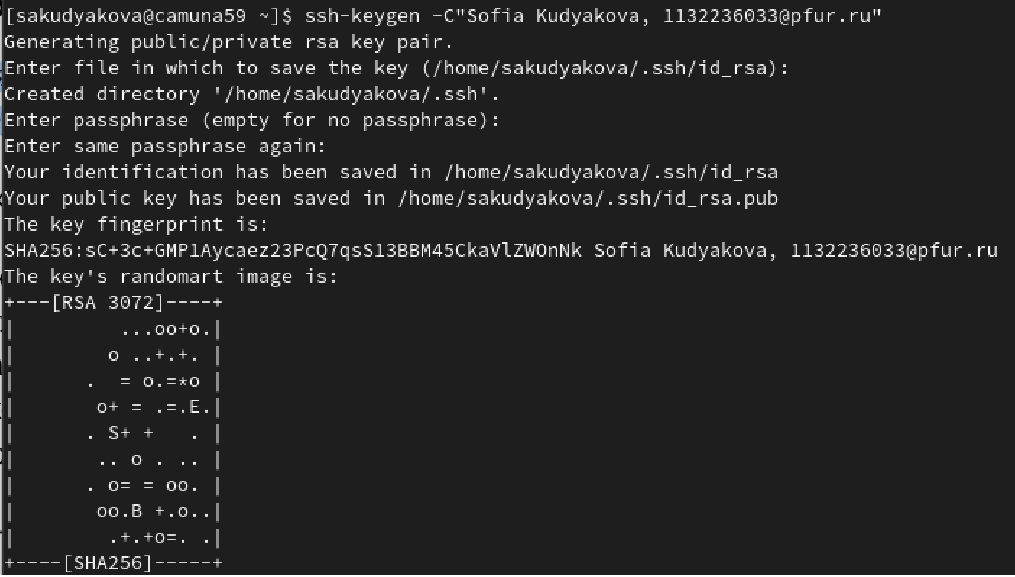 [sakudyakova@camuna59 ~]$ ssh-keygen -C"Sofia Kudyakova, 1132236033@pfur.ru"
Generating public/private rsa key pair.
Enter file in which to save the key (/home/sakudyakova/.ssh/id_rsa):
Created directory '/home/sakudyakova/.ssh'.
Enter passphrase (empty for no passphrase):
Enter same passphrase again:
Your identification has been saved in /home/sakudyakova/.ssh/id_rsa
Your public key has been saved in /home/sakudyakova/.ssh/id_rsa.pub
The key fingerprint is:
SHA256:sC+3c+GMP1Aycaez23PcQ7qsS13BBM45CkaVlZWOnNk Sofia Kudyakova, 1132236033@pfur.ru
The key's randomart image is:
+---[RSA 3072]----+
|         ...oo+o.|
|        o ..+.+. |
|      .  = o.=*o |
|       o+ = .=.E.|
|      . S+ +   . |
|       .. o . .. |
|      . o= = oo. |
|       oo.B +.o..|
|        .+.+o=. .|
+----[SHA256]-----+